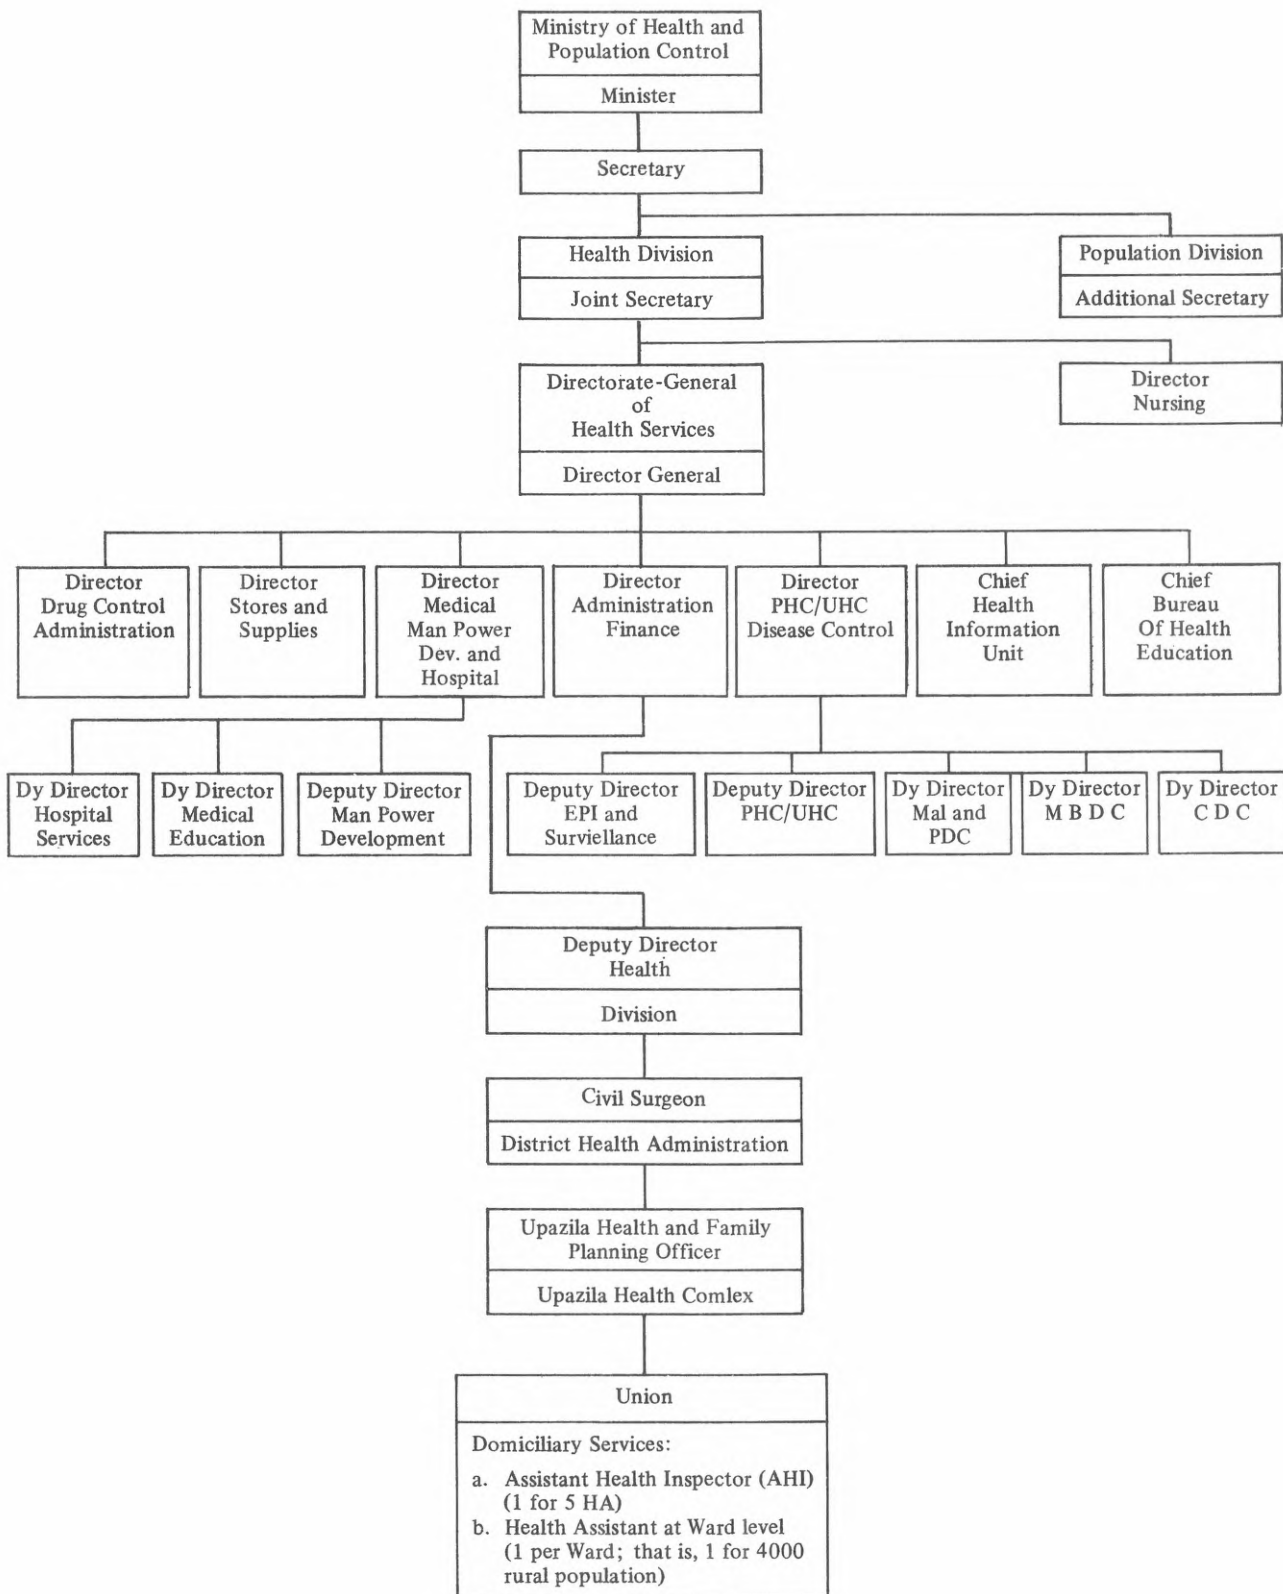 Ministry of Health and
Population Control
Minister
Secretary
Health Division
Joint Secretary
Population Division
Additional Secretary
Directorate-General
of
Health Services
Director General
Director
Nursing
Director
Drug Control
Administration
Director
Stores and
Supplies
Director
Medical
Man Power
Dev. and
Hospital
Director
Administration
Finance
Director
PHC/UHC
Disease Control
Chief
Health
Information
Unit
Chief
Bureau
Of Health
Education
Dy Director
Hospital
Services
Dy Director
Medical
Education
Deputy Director
Man Power
Development
Deputy Director
EPI and
Surviellance
Deputy Director
PHC/UHC
Dy Director
Mal and
PDC
Dy Director
M B D C
Dy Director
C D C
Deputy Director
Health
Division
Civil Surgeon
District Health Administration
Upazila Health and Family
Planning Officer
Upazila Health Comlex
Union
Domiciliary Services:
a. Assistant Health Inspector (AHI)
(1 for 5 HA)
b. Health Assistant at Ward level
(1 per Ward; that is, 1 for 4000
rural population)